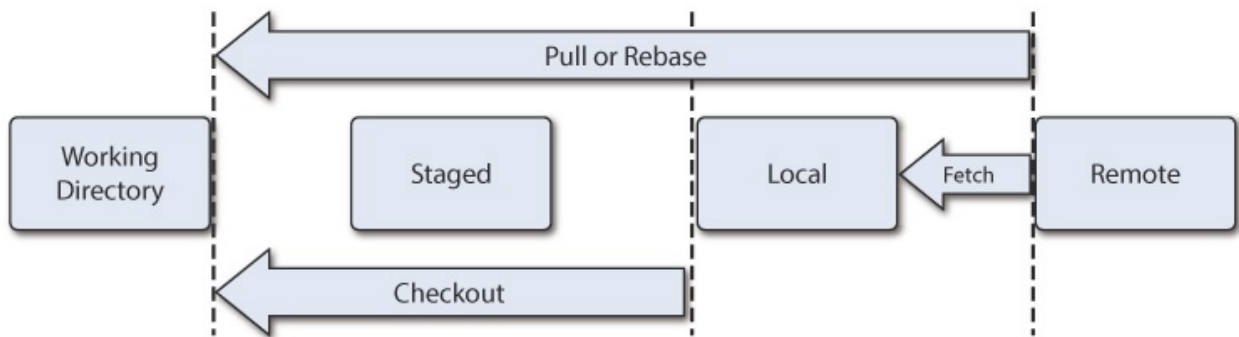 Pull or Rebase
Working
Directory
Staged
Local
Fetch
Remote
Checkout